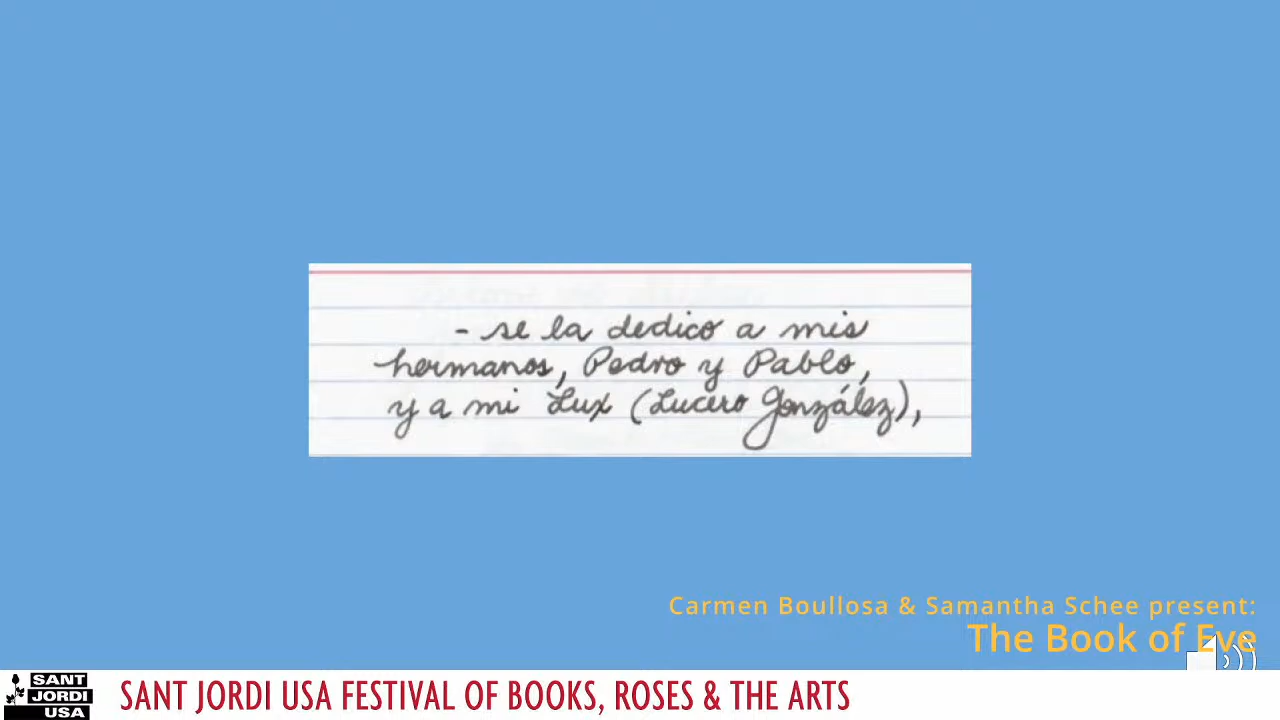 - se la dedico a mis
hermanos, Pedro y Pablo,
y a mi Lux (Lucero González),
Carmen Boullosa & Samantha Schee present:
The Book of Eve
SANT
JORDI
USA
SANT JORDI USA FESTIVAL OF BOOKS, ROSES & THE ARTS